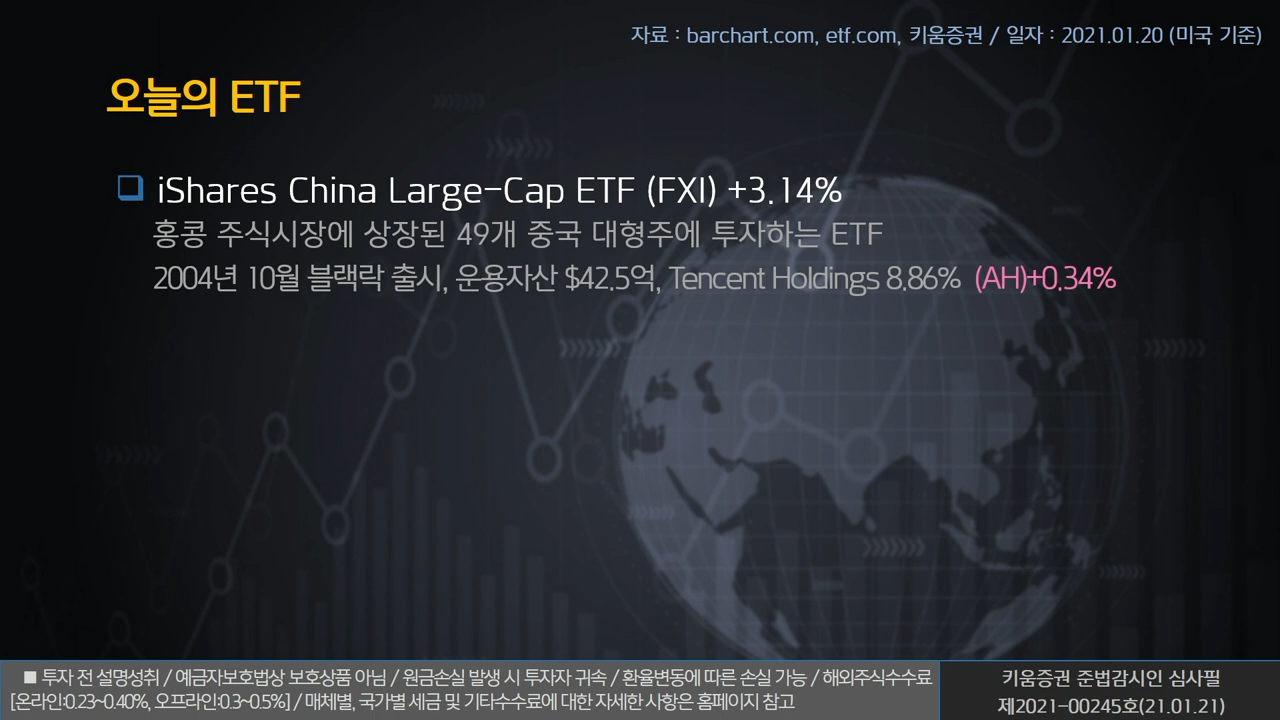 자료 : barchart.com, etf.com, 키움증권 / 일자 : 2021.01.20 (미국 기준)
오늘의 ETF
❑ iShares China Large-Cap ETF (FXI) +3.14%
홍콩 주식시장에 상장된 49개 중국 대형주에 투자하는 ETF
2004년 10월 블랙락 출시, 운용자산 $42.5억, Tencent Holdings 8.86% (AH)+0.34%
■ 투자 전 설명성취 / 예금자보호법상 보호상품 아님 / 원금손실 발생 시 투자자 귀속 / 환율변동에 따른 손실 가능 / 해외주식수수료
[온라인:0.23~0.40%, 오프라인:0.3~0.5%] / 매체별, 국가별 세금 및 기타수수료에 대한 자세한 사항은 홈페이지 참고
키움증권 준법감시인 심사필
제2021-00245호(21.01.21)